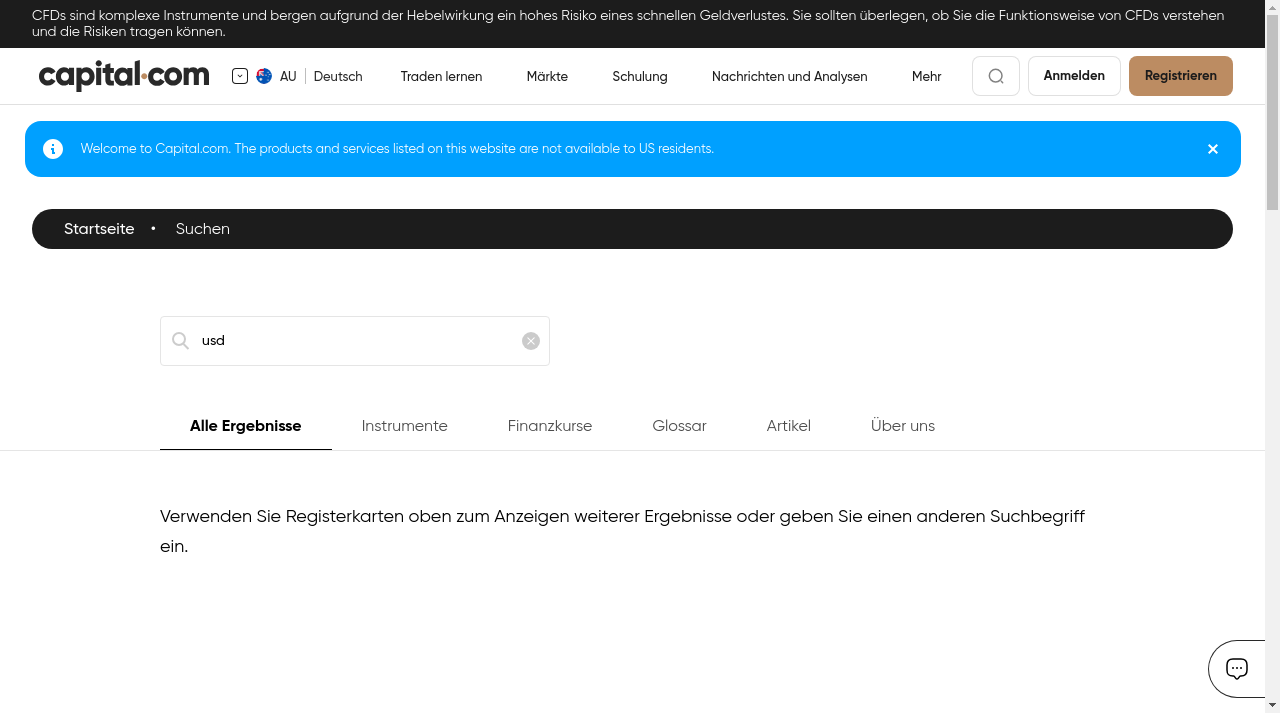 CFDs sind komplexe Instrumente und bergen aufgrund der Hebelwirkung ein hohes Risiko eines schnellen Geldverlustes. Sie sollten überlegen, ob Sie die Funktionsweise von CFDs verstehen
und die Risiken tragen können.
capital.com AU Deutsch Traden lernen Märkte Schulung Nachrichten und Analysen Mehr Anmelden Registrieren
Welcome to Capital.com. The products and services listed on this website are not available to US residents.
Startseite • Suchen
usd
Alle Ergebnisse Instrumente Finanzkurse Glossar Artikel Über uns
Verwenden Sie Registerkarten oben zum Anzeigen weiterer Ergebnisse oder geben Sie einen anderen Suchbegriff
ein.